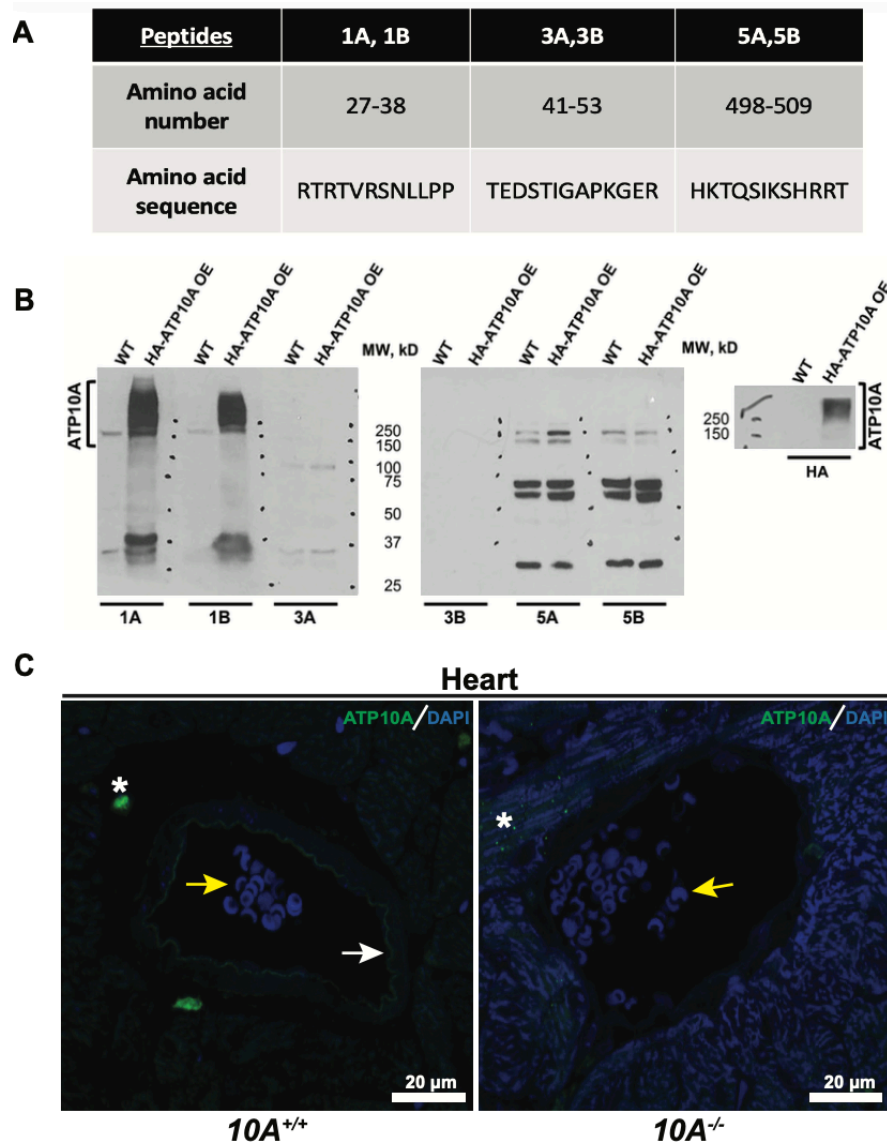 A
Peptides 1A, 1B 3A,3B 5A,5B
Amino acid number 27-38 41-53 498-509
Amino acid sequence RTRTVRSNLLPP TEDSTIGAPKGER HKTQSIKSHRRT
B
WT HA-ATP10A OE WT HA-ATP10A OE WT HA-ATP10A OE MW, kD WT HA-ATP10A OE WT HA-ATP10A OE WT HA-ATP10A OE MW, kD WT HA-ATP10A OE
ATP10A
250
150
100
75
50
37
25
1A 1B 3A
3B 5A 5B
250
150
ATP10A
HA
C
Heart
ATP10A/DAPI ATP10A/DAPI
*
*
20 µm 20 µm
10A+/+ 10A-/-